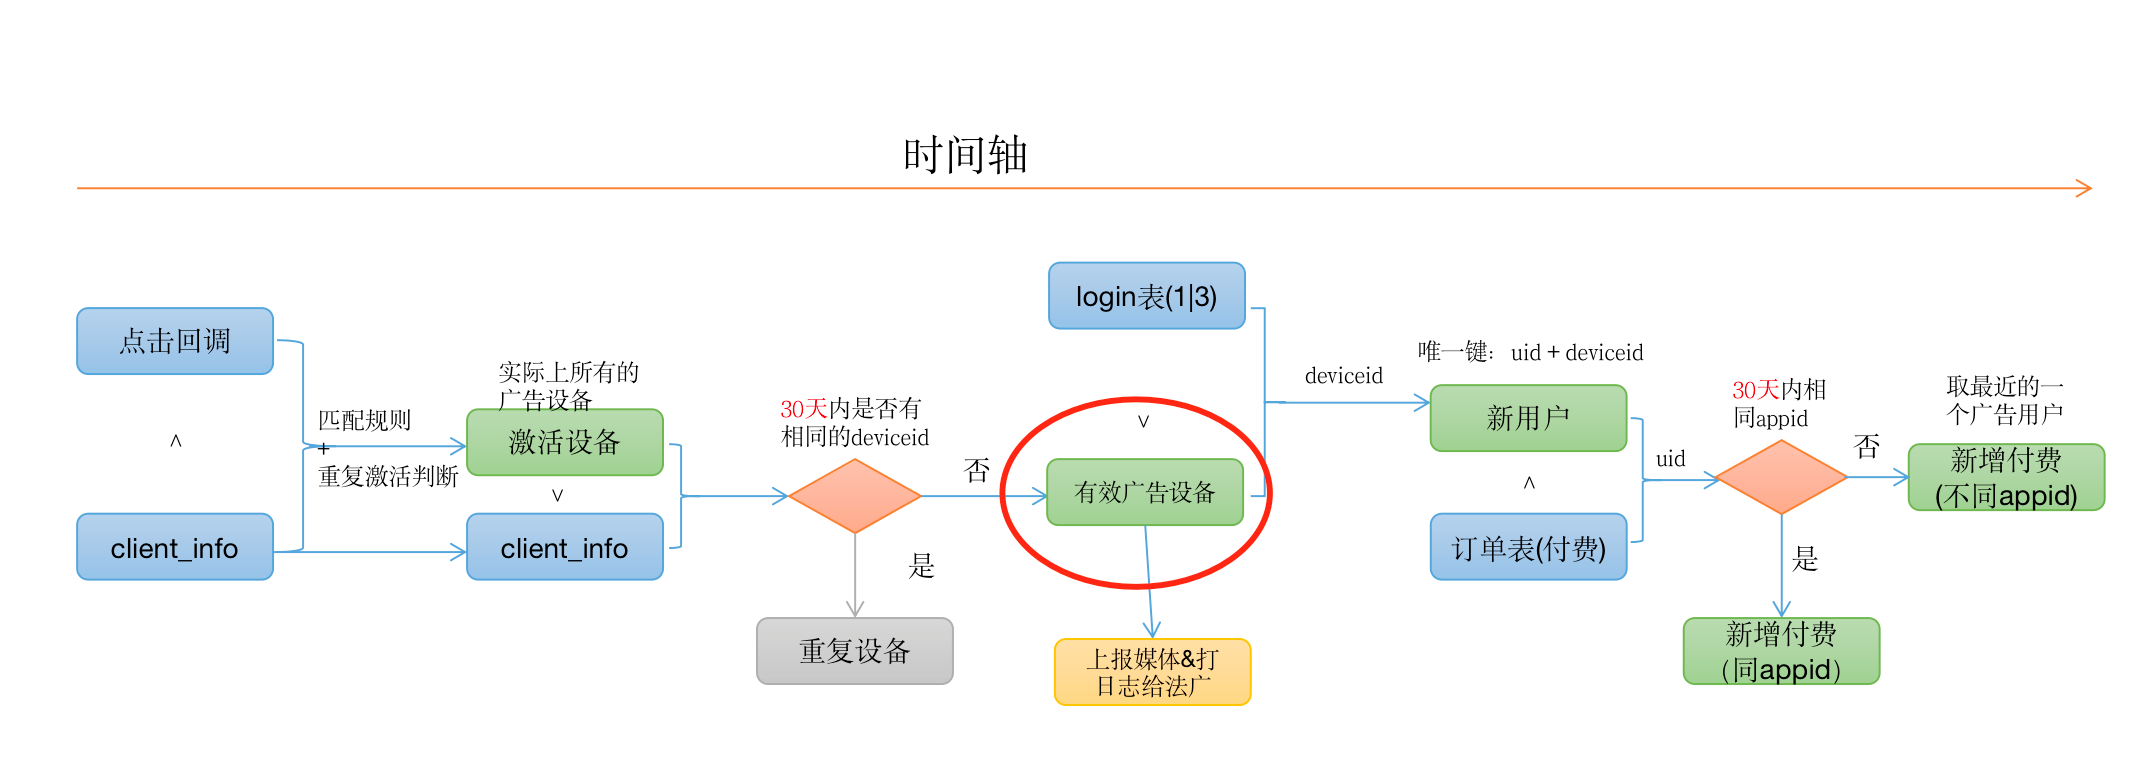 时间轴
点击回调
^
client_info
匹配规则
+
重复激活判断
实际上所有的
广告设备
激活设备
v
client_info
30天内是否有
相同的deviceid
否
是
重复设备
login表(1|3)
v
有效广告设备
上报媒体&打
日志给法广
deviceid
唯一键：uid + deviceid
新用户
^
订单表(付费)
uid
30天内相
同appid
否
是
取最近的一
个广告用户
新增付费
(不同appid)
新增付费
（同appid）